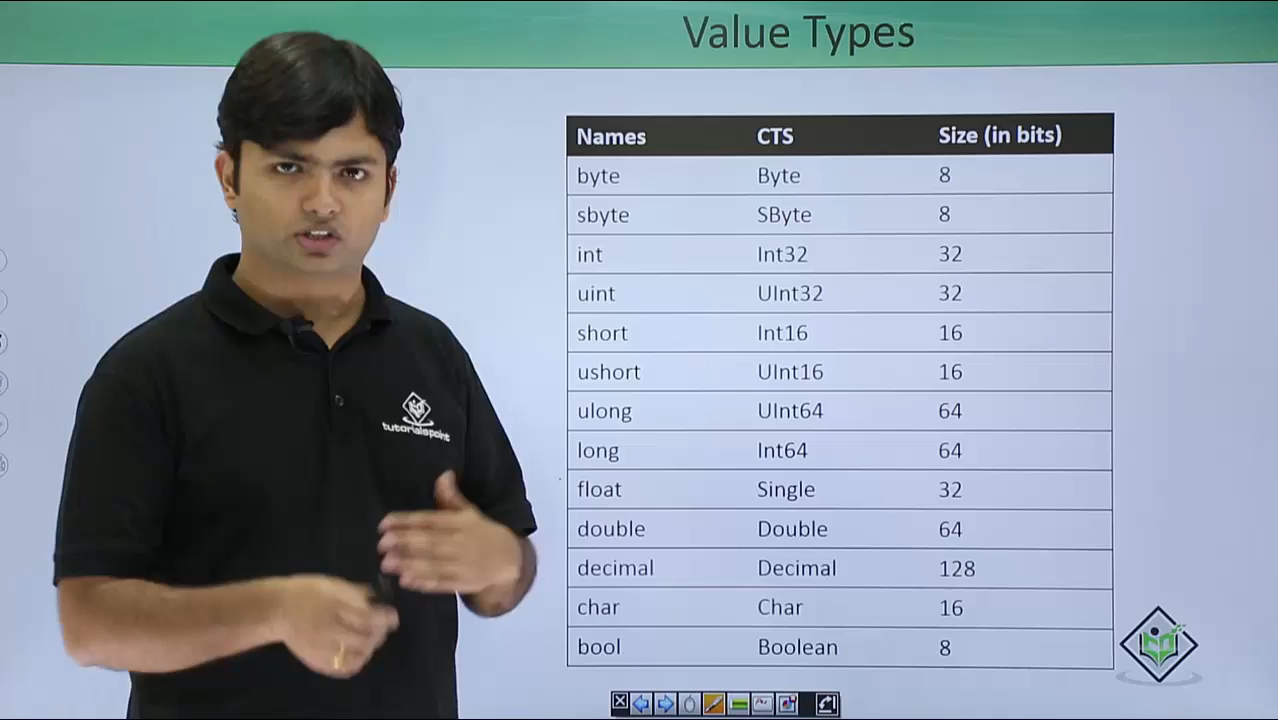 Value Types
Names CTS Size (in bits)
byte Byte 8
sbyte SByte 8
int Int32 32
uint UInt32 32
short Int16 16
ushort UInt16 16
ulong UInt64 64
long Int64 64
float Single 32
double Double 64
decimal Decimal 128
char Char 16
bool Boolean 8
tutorialspoint